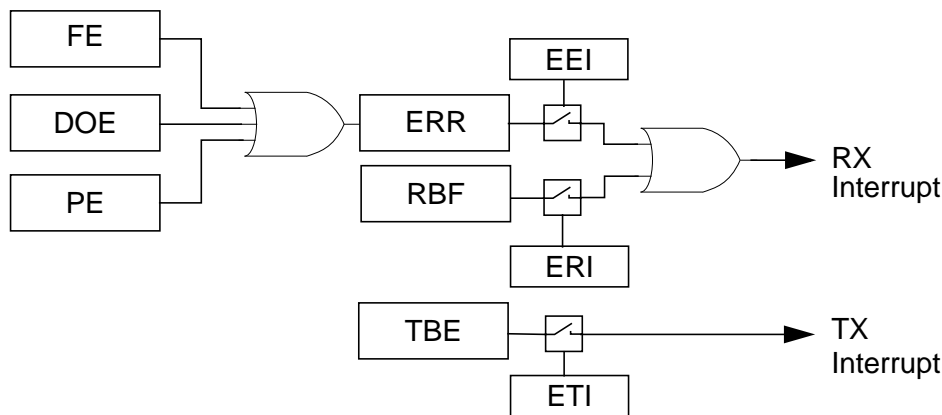 FE
DOE
PE
ERR
RBF
EEI
ERI
RX
Interrupt
TBE
ETI
TX
Interrupt